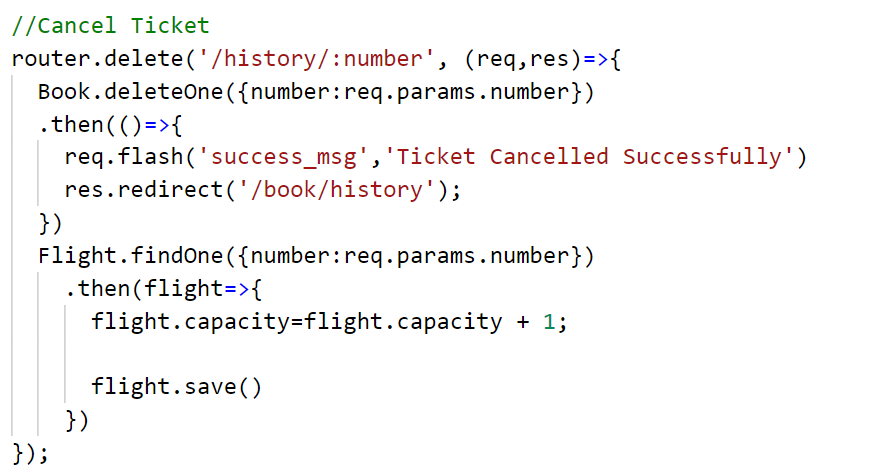 //Cancel Ticket
router.delete('/history/:number', (req,res)=>{
  Book.deleteOne({number:req.params.number})
  .then(()=>{
    req.flash('success_msg','Ticket Cancelled Successfully')
    res.redirect('/book/history');
  })
  Flight.findOne({number:req.params.number})
    .then(flight=>{
      flight.capacity=flight.capacity + 1;

      flight.save()
    })
});